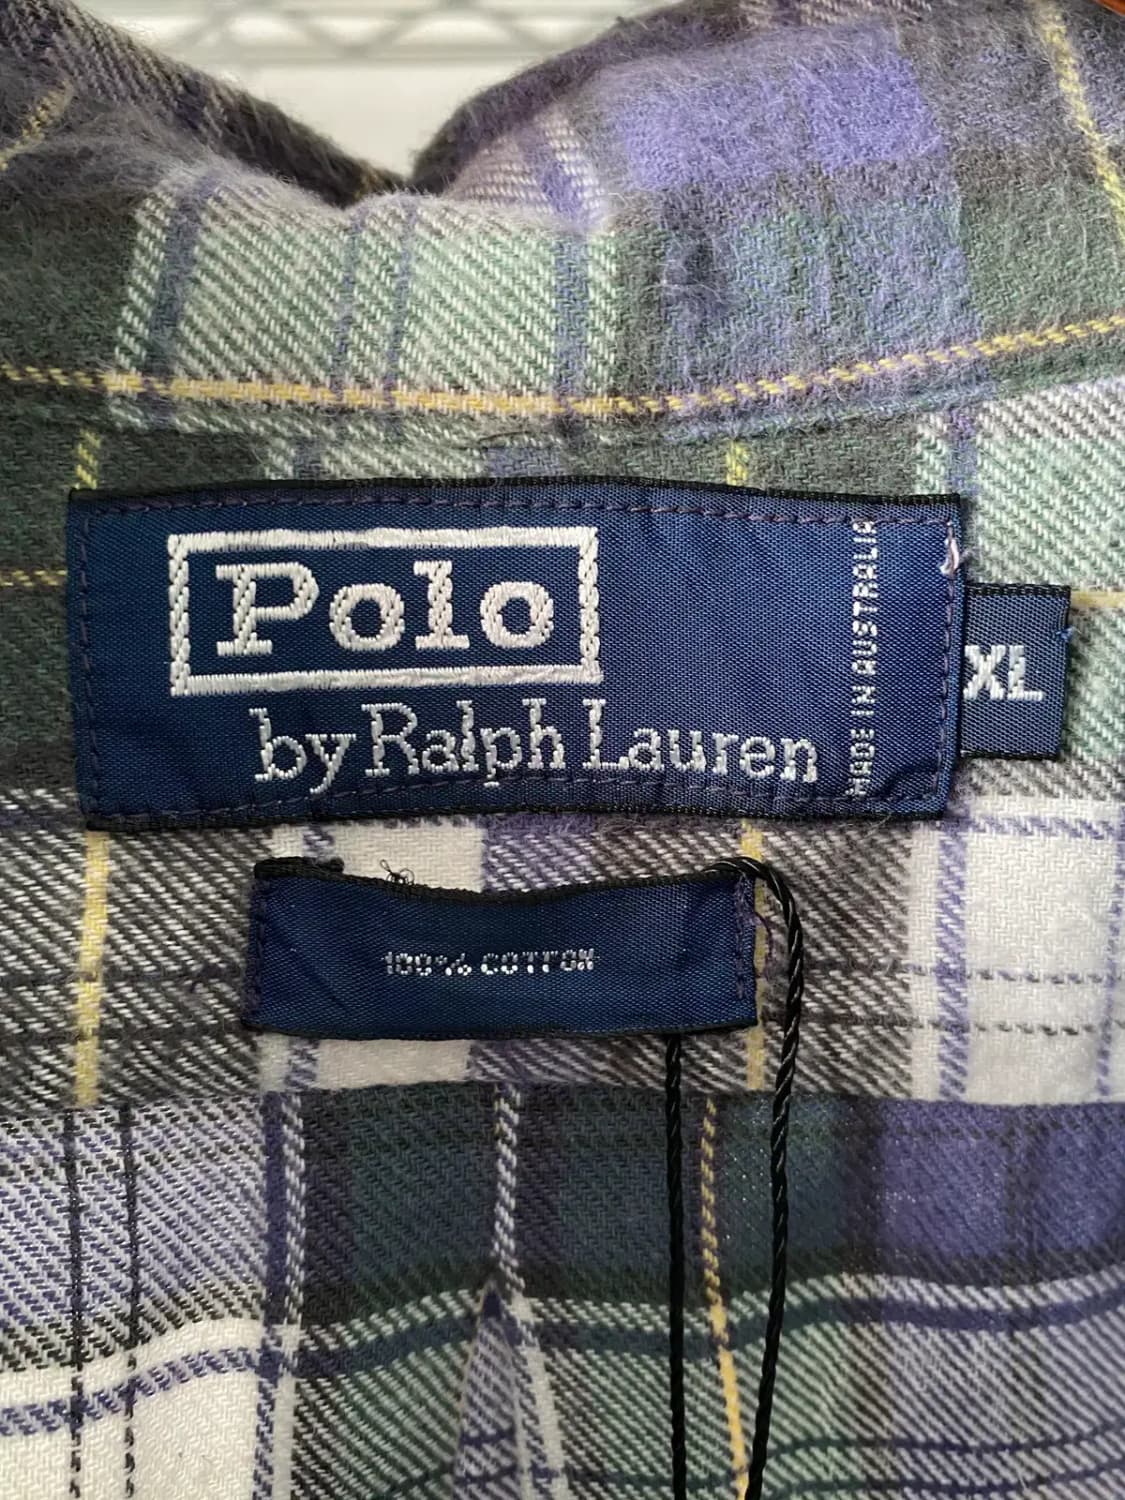 Polo
by Ralph Lauren
MADE IN AUSTRALIA
XL
100% COTTON